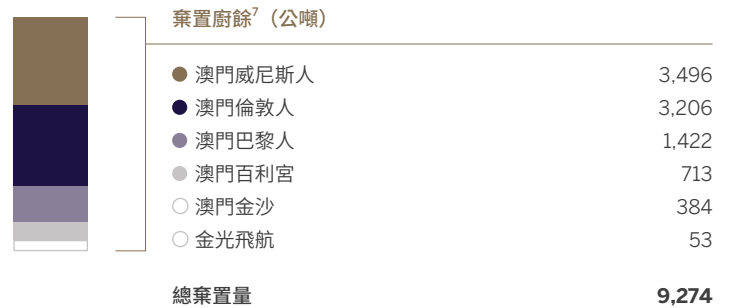 棄置廚餘7（公噸）
澳門威尼斯人 3,496
澳門倫敦人 3,206
澳門巴黎人 1,422
澳門百利宮 713
澳門金沙 384
金光飛航 53
總棄置量 9,274